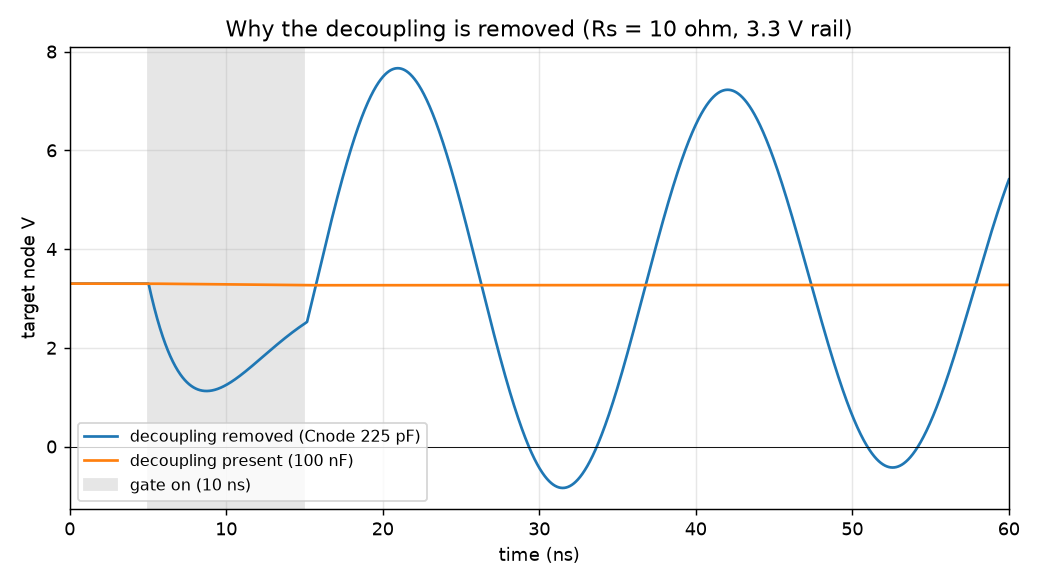 Why the decoupling is removed (Rs = 10 ohm, 3.3 V rail)
8
6
4
2
0
target node V
decoupling removed (Cnode 225 pF)
decoupling present (100 nF)
gate on (10 ns)
0 10 20 30 40 50 60
time (ns)